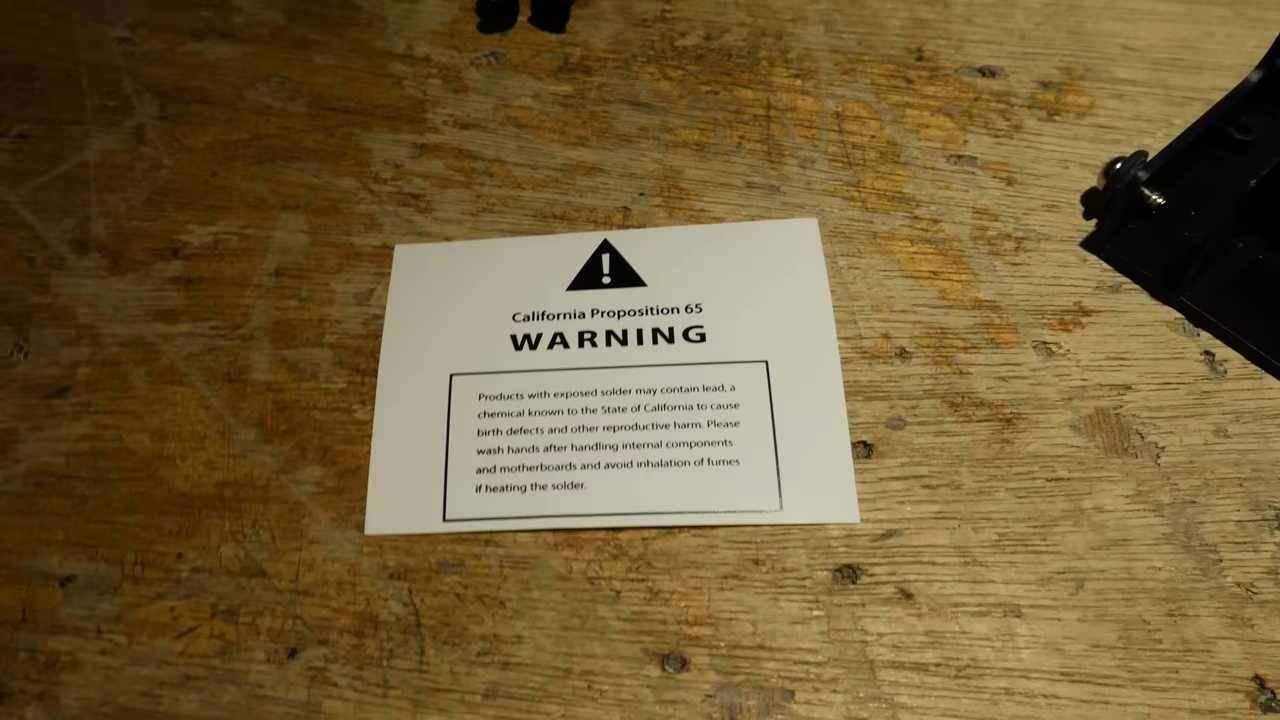 !
California Proposition 65
WARNING
Products with exposed solder may contain lead, a
chemical known to the State of California to cause
birth defects and other reproductive harm. Please
wash hands after handling internal components
and motherboards and avoid inhalation of fumes
if heating the solder.